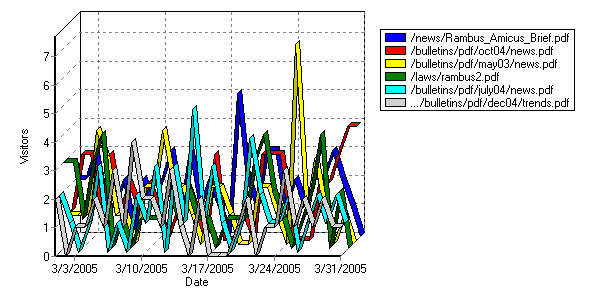 7
6
5
4
3
2
1
0
Visitors
3/3/2005 3/10/2005 3/17/2005 3/24/2005 3/31/2005
Date
/news/Rambus_Amicus_Brief.pdf
/bulletins/pdf/oct04/news.pdf
/bulletins/pdf/may03/news.pdf
/laws/rambus2.pdf
/bulletins/pdf/july04/news.pdf
.../bulletins/pdf/dec04/trends.pdf